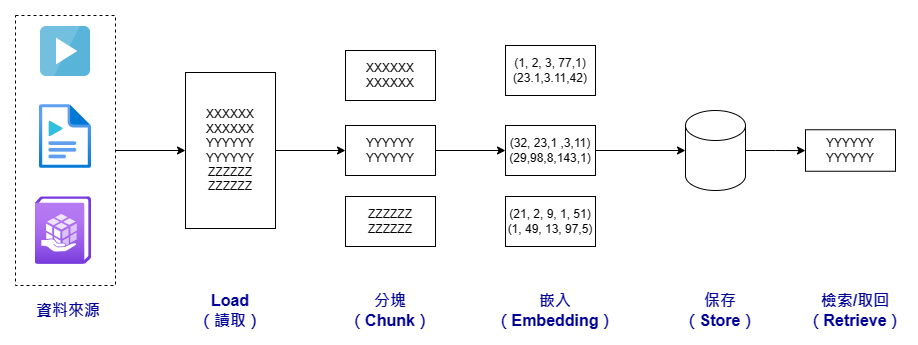 XXXXXX
XXXXXX
YYYYYY
YYYYYY
ZZZZZZ
ZZZZZZ
XXXXXX
XXXXXX
YYYYYY
YYYYYY
ZZZZZZ
ZZZZZZ
(1, 2, 3, 77,1)
(23.1,3.11,42)
(32, 23,1 ,3,11)
(29,98,8,143,1)
(21, 2, 9, 1, 51)
(1, 49, 13, 97,5)
YYYYYY
YYYYYY
資料來源
Load
（讀取）
分塊
（Chunk）
嵌入
（Embedding）
保存
（Store）
檢索/取回
（Retrieve）